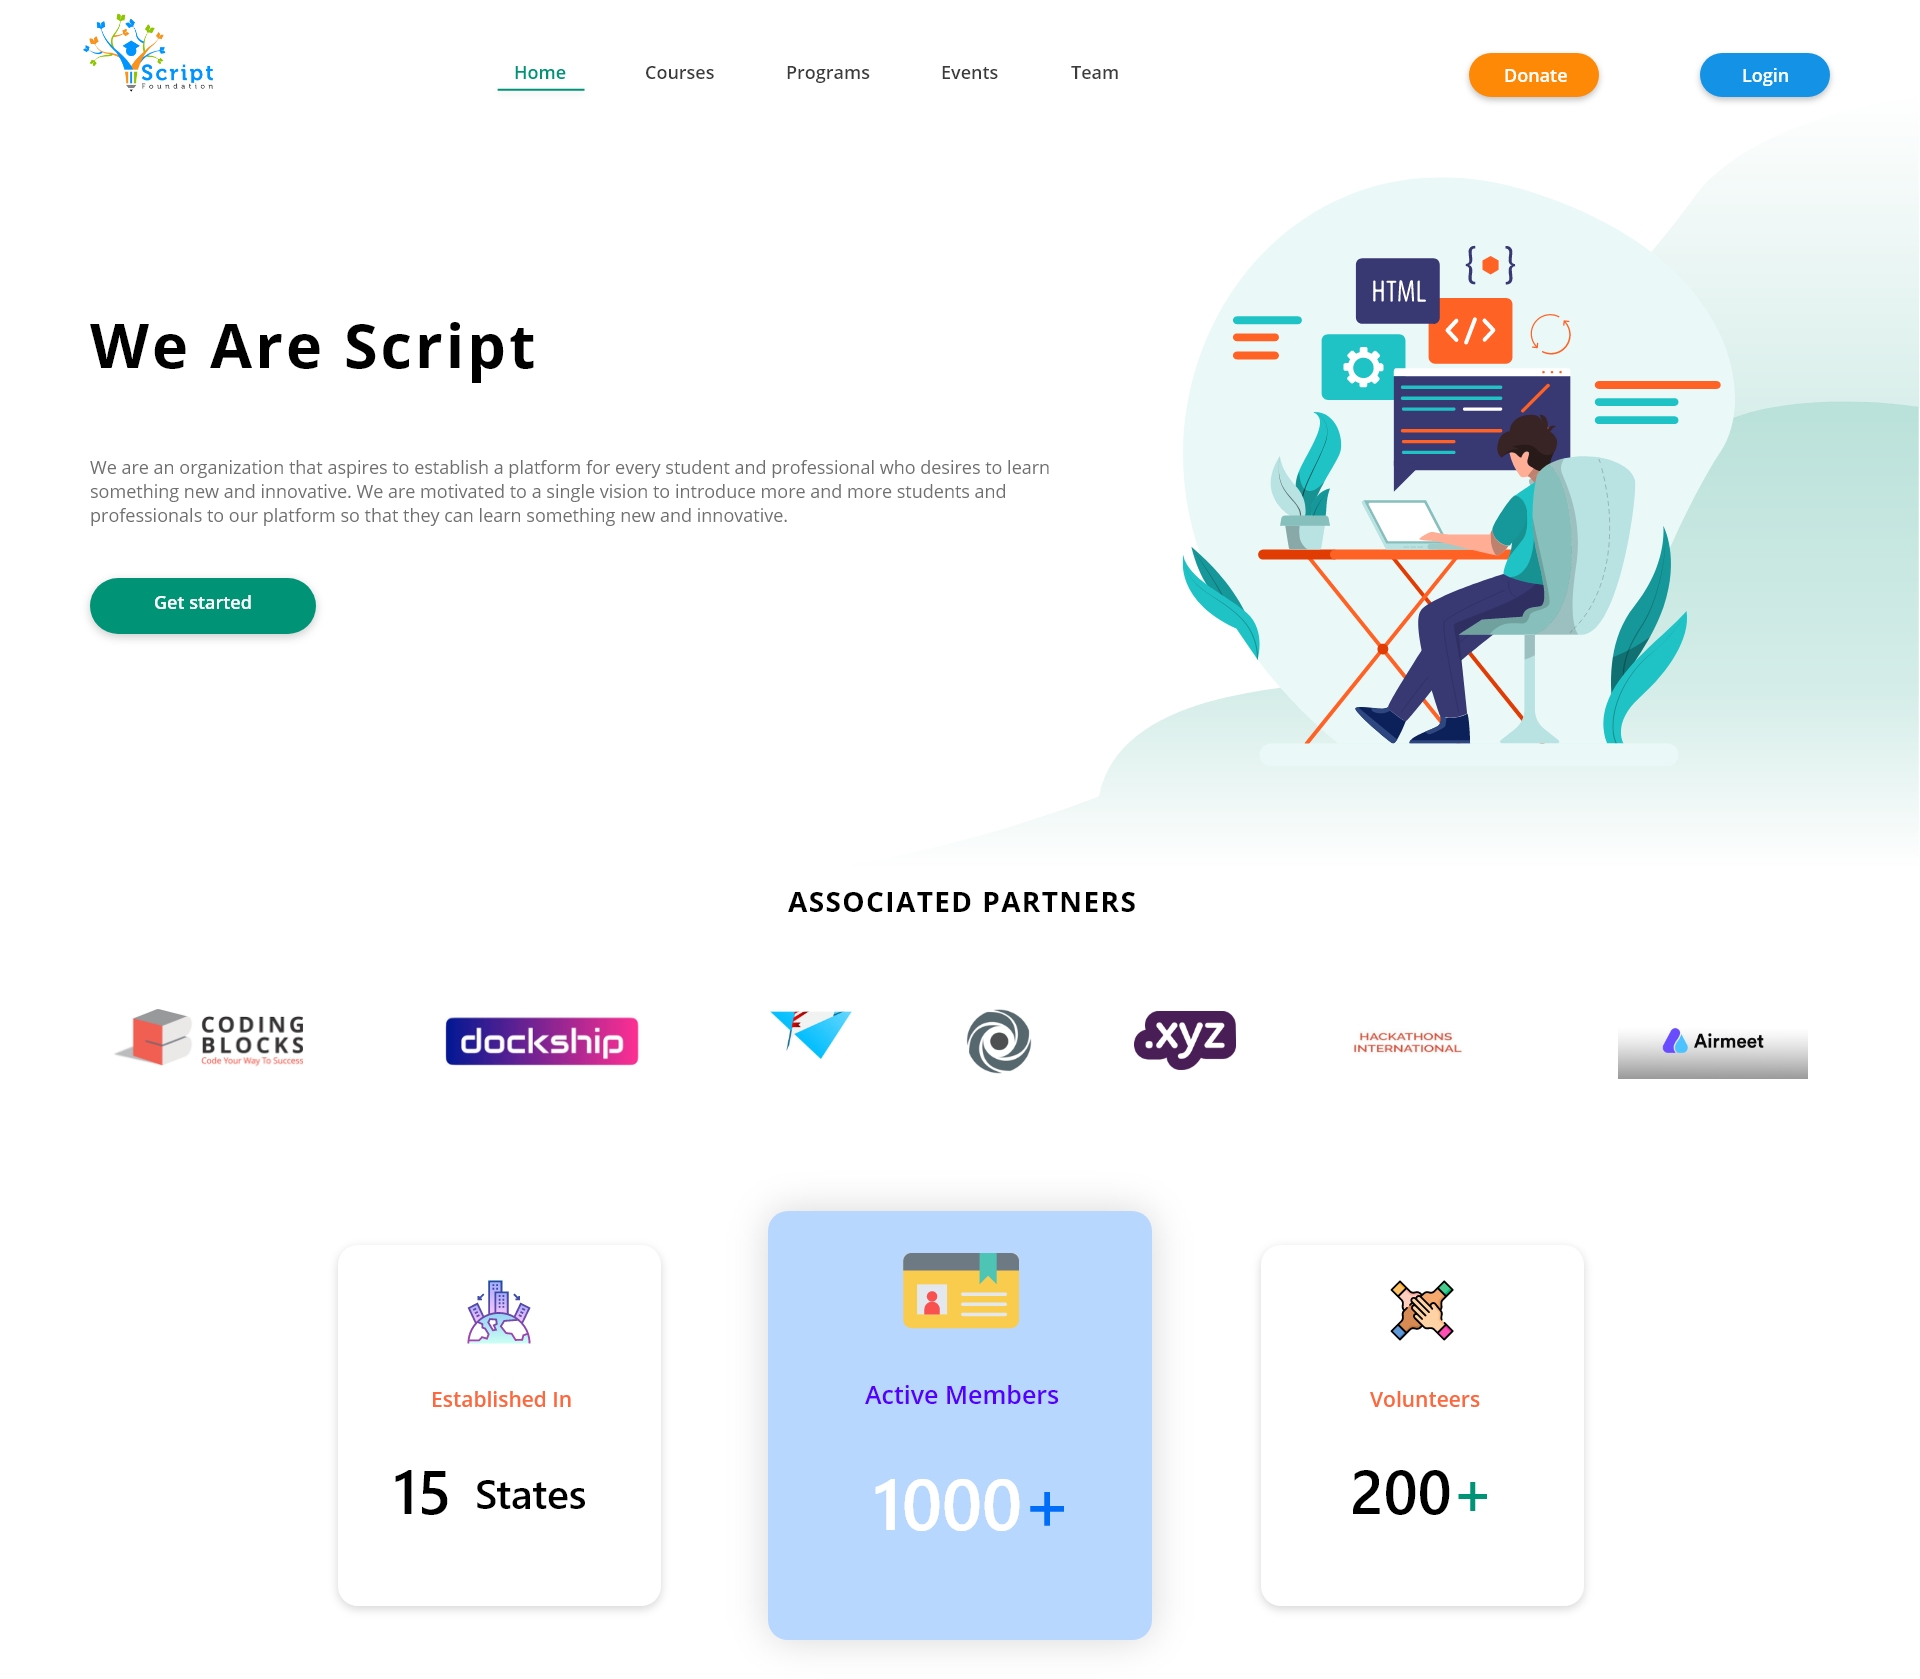 Script
Foundation
Home
Courses
Programs
Events
Team
Donate
Login
HTML
{ }
</>
We Are Script
We are an organization that aspires to establish a platform for every student and professional who desires to learn
something new and innovative. We are motivated to a single vision to introduce more and more students and
professionals to our platform so that they can learn something new and innovative.
Get started
ASSOCIATED PARTNERS
CODING
BLOCKS
Code Your Way To Success
dockship
.xyz
HACKATHONS
INTERNATIONAL
Airmeet
Established In
15 States
Active Members
1000+
Volunteers
200+